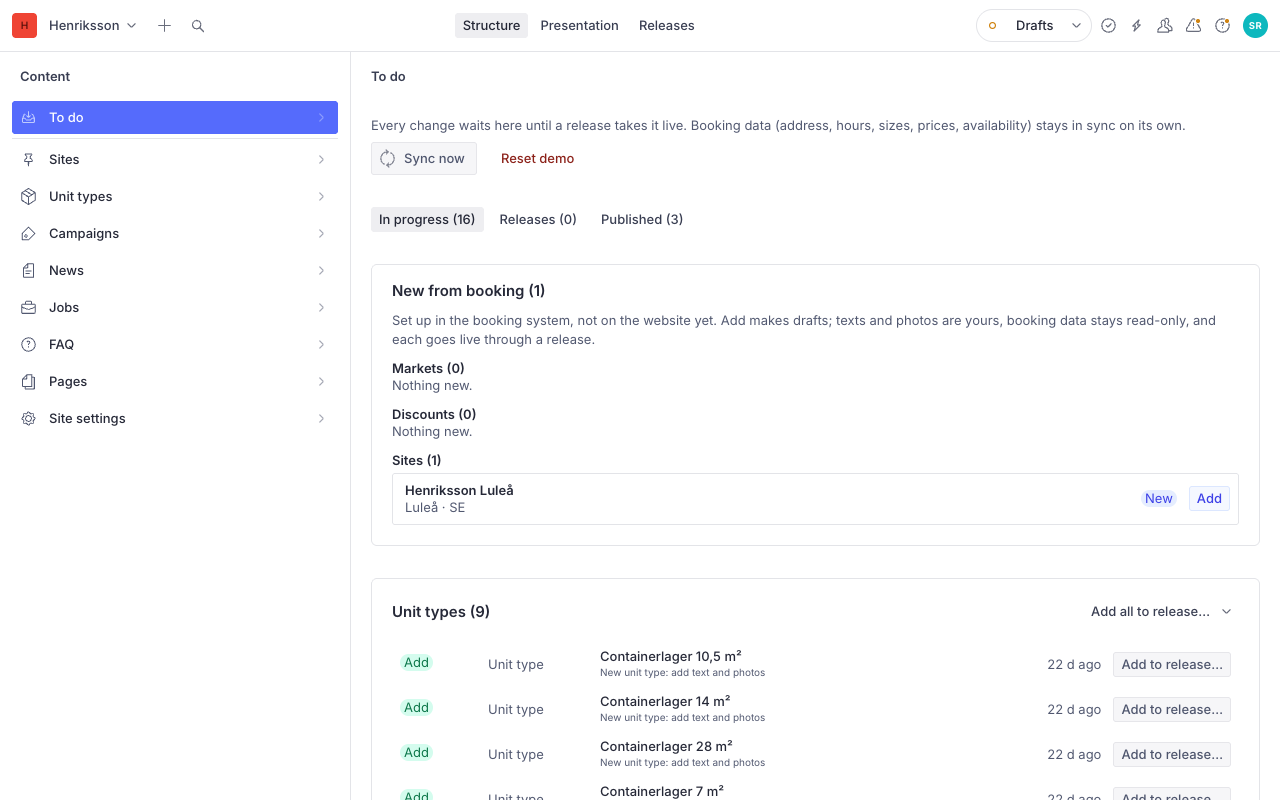 H Henriksson
Structure Presentation Releases
Drafts
SR
Content
To do
Sites
Unit types
Campaigns
News
Jobs
FAQ
Pages
Site settings
To do
Every change waits here until a release takes it live. Booking data (address, hours, sizes, prices, availability) stays in sync on its own.
Sync now Reset demo
In progress (16) Releases (0) Published (3)
New from booking (1)
Set up in the booking system, not on the website yet. Add makes drafts; texts and photos are yours, booking data stays read-only, and
each goes live through a release.
Markets (0)
Nothing new.
Discounts (0)
Nothing new.
Sites (1)
Henriksson Luleå
Luleå · SE
New Add
Unit types (9) Add all to release...
Add Unit type Containerlager 10,5 m² 22 d ago Add to release...
New unit type: add text and photos
Add Unit type Containerlager 14 m² 22 d ago Add to release...
New unit type: add text and photos
Add Unit type Containerlager 28 m² 22 d ago Add to release...
New unit type: add text and photos
Add Unit type Containerlager 7 m² 22 d ago Add to release...